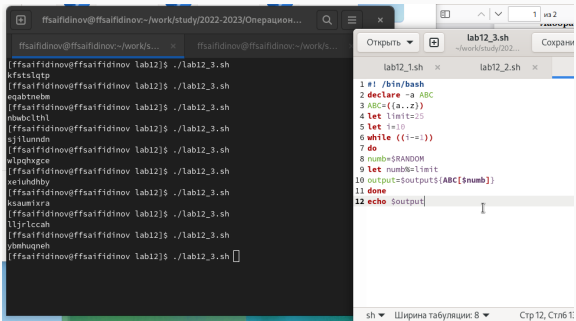 ffsaifidinov@ffsaifidinov:~/work/study/2022-2023/Операцион...
ffsaifidinov@ffsaifidinov:~/work/s...
ffsaifidinov@ffsaifidinov:~/work/s...
[ffsaifidinov@ffsaifidinov lab12]$ ./lab12_3.sh
kfstslqtp
[ffsaifidinov@ffsaifidinov lab12]$ ./lab12_3.sh
eqabtnebm
[ffsaifidinov@ffsaifidinov lab12]$ ./lab12_3.sh
nbwbclthl
[ffsaifidinov@ffsaifidinov lab12]$ ./lab12_3.sh
sjilunndn
[ffsaifidinov@ffsaifidinov lab12]$ ./lab12_3.sh
wlpqhxgce
[ffsaifidinov@ffsaifidinov lab12]$ ./lab12_3.sh
xeiuhdhby
[ffsaifidinov@ffsaifidinov lab12]$ ./lab12_3.sh
ksaumixra
[ffsaifidinov@ffsaifidinov lab12]$ ./lab12_3.sh
lljrlccah
[ffsaifidinov@ffsaifidinov lab12]$ ./lab12_3.sh
ybmhuqneh
[ffsaifidinov@ffsaifidinov lab12]$ ./lab12_3.sh
1 из 2
Открыть
lab12_3.sh
~/work/study/202...
Сохрани
lab12_1.sh
lab12_2.sh
1 #! /bin/bash
2 declare -a ABC
3 ABC=({a..z})
4 let limit=25
5 let i=10
6 while ((i-=1))
7 do
8 numb=$RANDOM
9 let numb%=limit
10 output=$output${ABC[$numb]}
11 done
12 echo $output
sh
Ширина табуляции: 8
Стр 12, Стлб 13